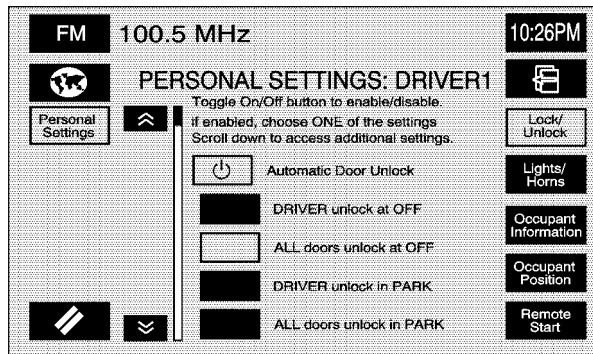 FM
100.5 MHz
10:26PM
PERSONAL SETTINGS: DRIVER1
Toggle On/Off button to enable/disable.
If enabled, choose ONE of the settings
Scroll down to access additional settings.
Personal
Settings
Lock/
Unlock
Automatic Door Unlock
Lights/
Horns
DRIVER unlock at OFF
Occupant
Information
ALL doors unlock at OFF
Occupant
Position
DRIVER unlock in PARK
Remote
Start
ALL doors unlock in PARK